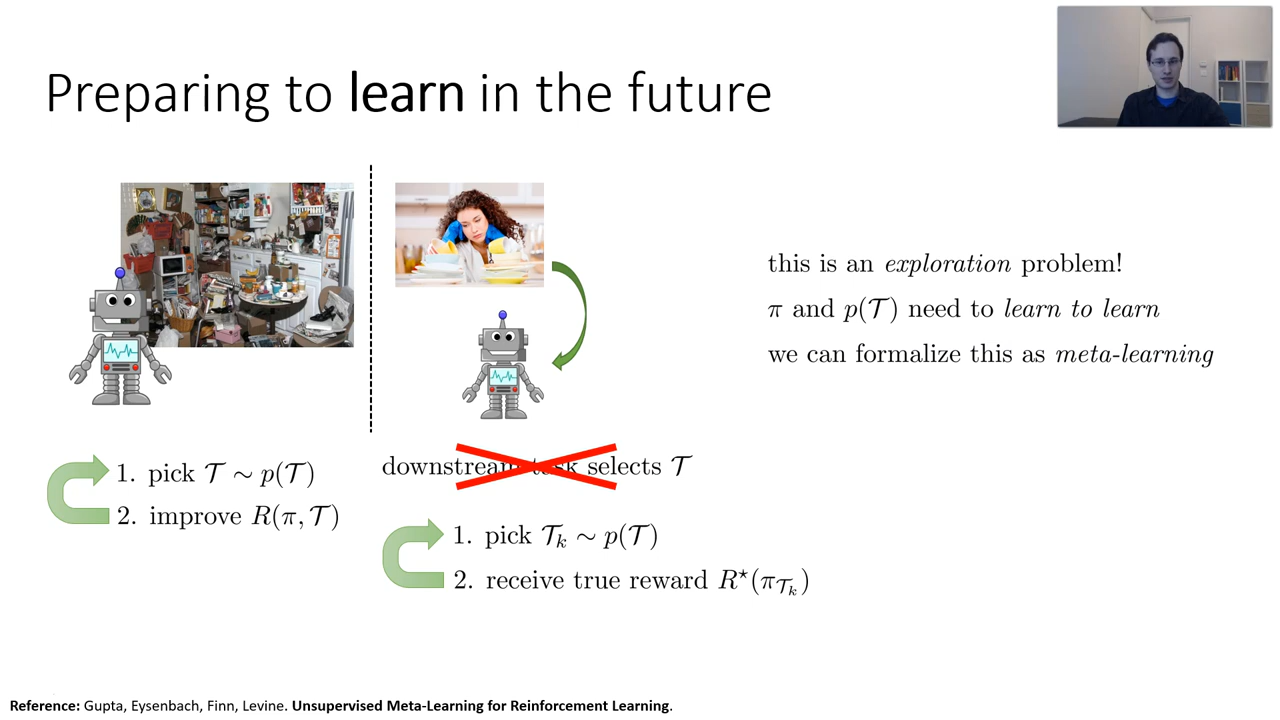 Preparing to learn in the future
this is an exploration problem!
π and p(𝒯) need to learn to learn
we can formalize this as meta-learning
1. pick 𝒯 ∼ p(𝒯)
2. improve R(π, 𝒯)
downstream task selects 𝒯
1. pick 𝒯ₖ ∼ p(𝒯)
2. receive true reward R⋆(π_𝒯ₖ)
Reference: Gupta, Eysenbach, Finn, Levine. Unsupervised Meta-Learning for Reinforcement Learning.